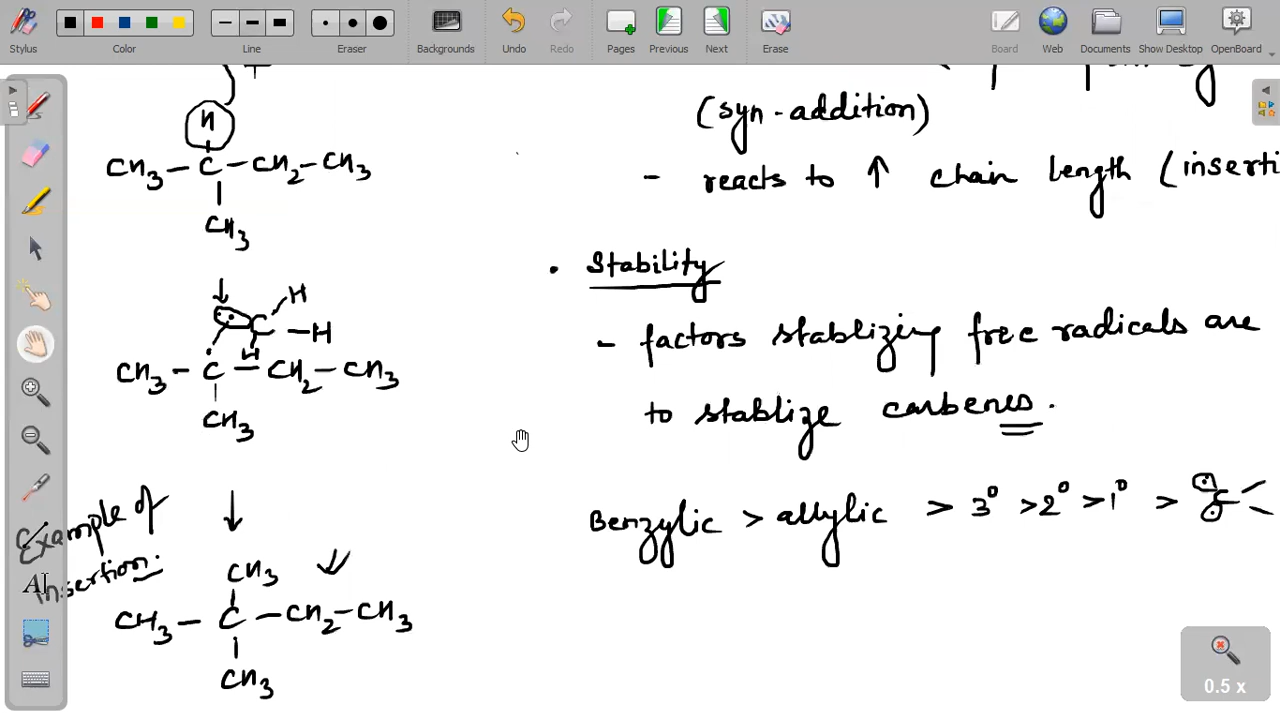 Stylus
Color
Line
Eraser
Backgrounds
Undo
Redo
Pages
Previous
Next
Erase
Board
Web
Documents
Show Desktop
OpenBoard
H
CH3 – C – CH2 – CH3
CH3
H
C – H
H
CH3 – C – CH2 – CH3
CH3
Example of
insertion.
CH3
CH3 – C – CH2 – CH3
CH3
(syn-addition)
- reacts to ↑ chain length (inserti
• Stability
- factors stablizing free radicals are
to stablize carbenes.
Benzylic > allylic > 3° > 2° > 1° > :C
AI
0.5 x